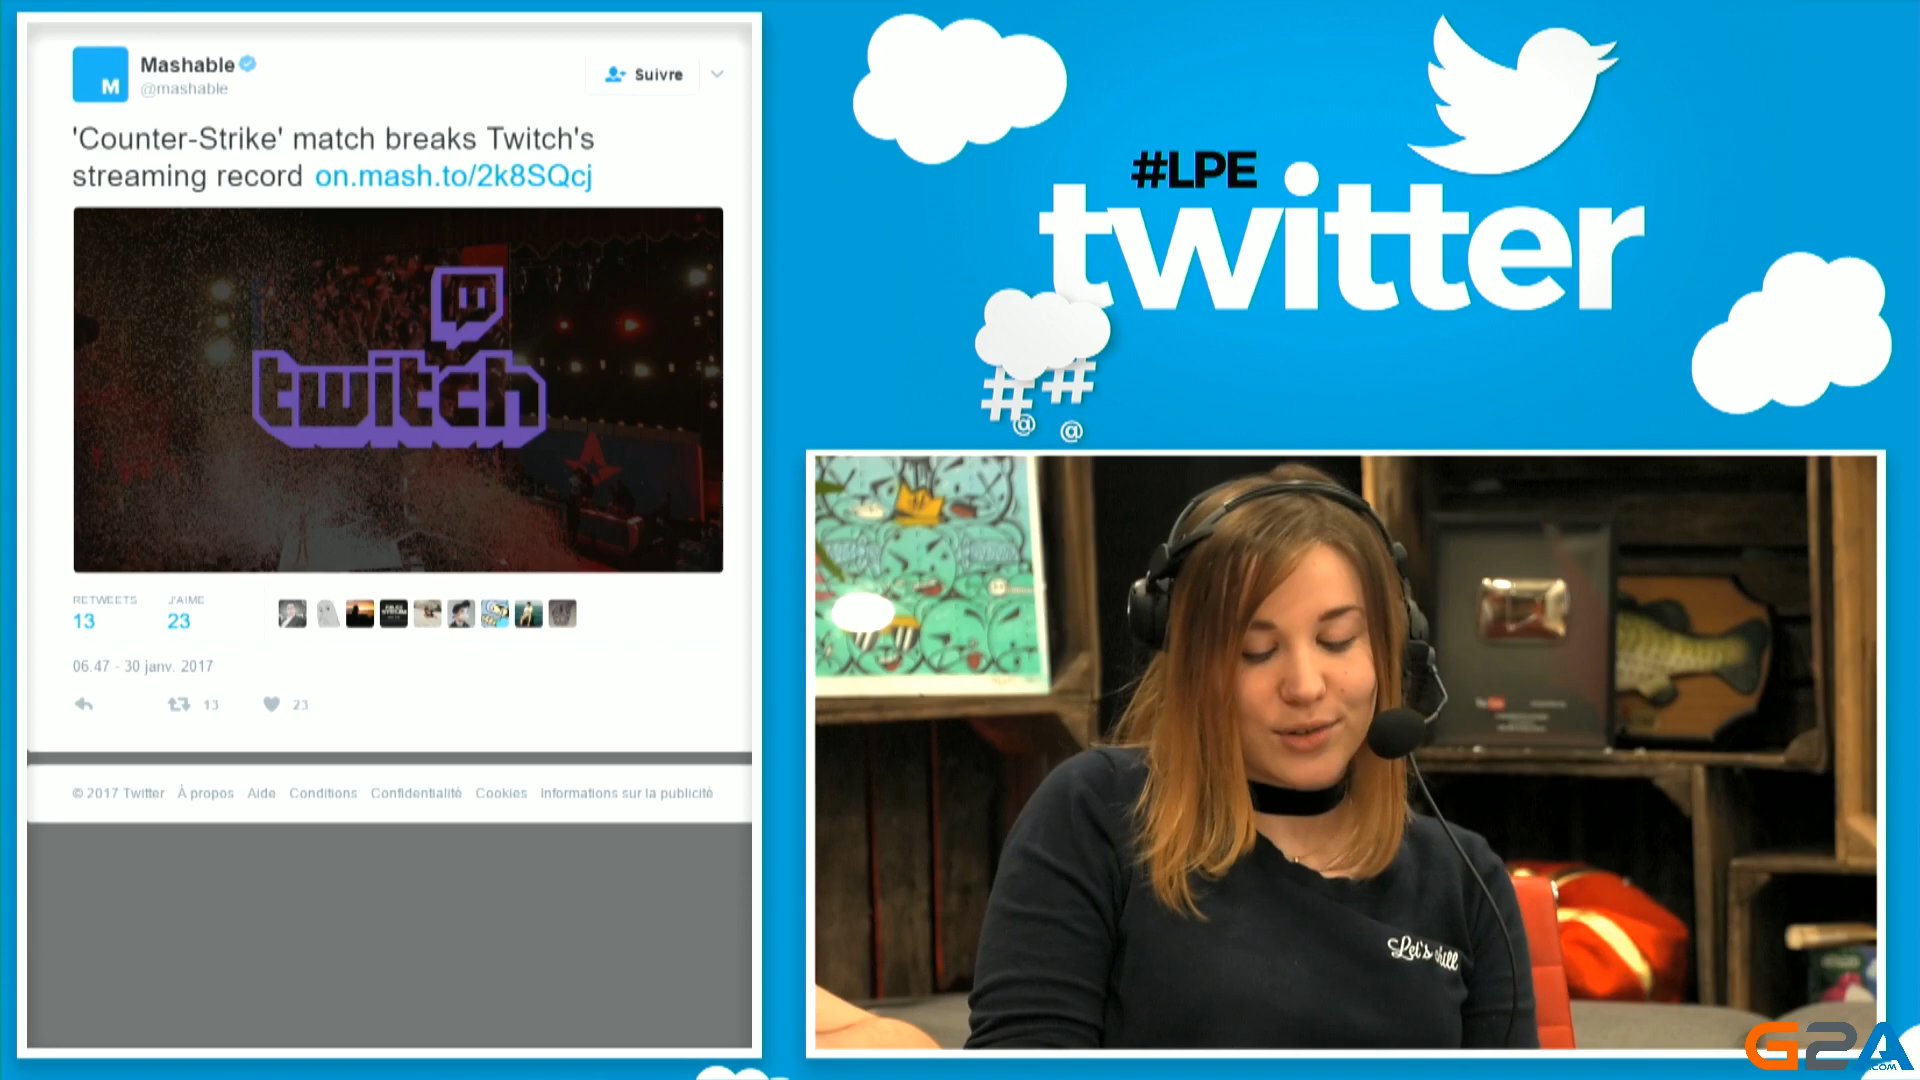 Mashable
@mashable
Suivre
M
'Counter-Strike' match breaks Twitch's
streaming record on.mash.to/2k8SQcj
twitch
RETWEETS
13
J'AIME
23
06:47 - 30 janv. 2017
13
23
© 2017 Twitter À propos Aide Conditions Confidentialité Cookies Informations sur la publicité
#LPE
twitter
# #
@ @
Let's chill
G2A
.COM